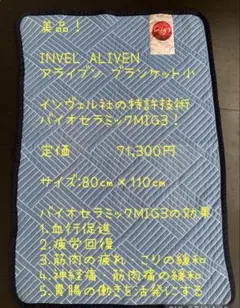 美品！
INVEL ALIVEN
アライブン ブランケット小
インヴェル社の特許技術
バイオセラミックMIG3！
定価 71,300円
サイズ:80cm×110cm
バイオセラミックMIG3の効果
1.血行促進
2.疲労回復
3.筋肉の疲れ・こりの緩和
4.神経痛・筋肉痛の緩和
5.胃腸の働きを活発にする